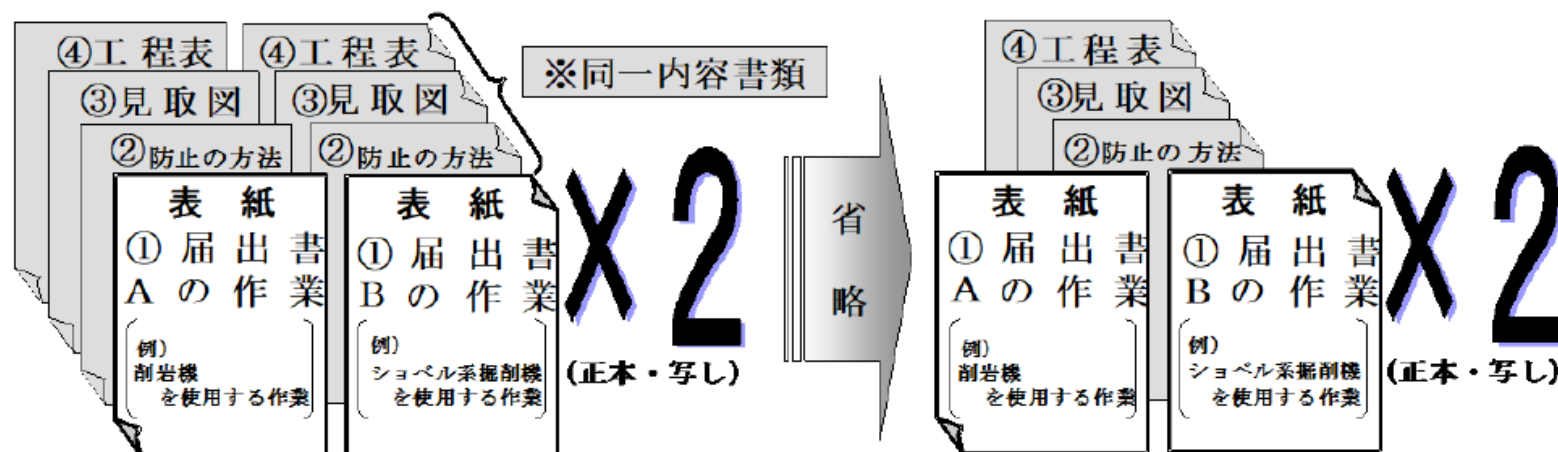 ④工程表
③見取図
②防止の方法
表紙
①届出書
Aの作業
例)
削岩機
を使用する作業
④工程表
③見取図
②防止の方法
表紙
①届出書
Bの作業
例)
ショベル系掘削機
を使用する作業
※同一内容書類
×2
(正本・写し)
省略
④工程表
③見取図
②防止の方法
表紙
①届出書
Aの作業
例)
削岩機
を使用する作業
表紙
①届出書
Bの作業
例)
ショベル系掘削機
を使用する作業
×2
(正本・写し)